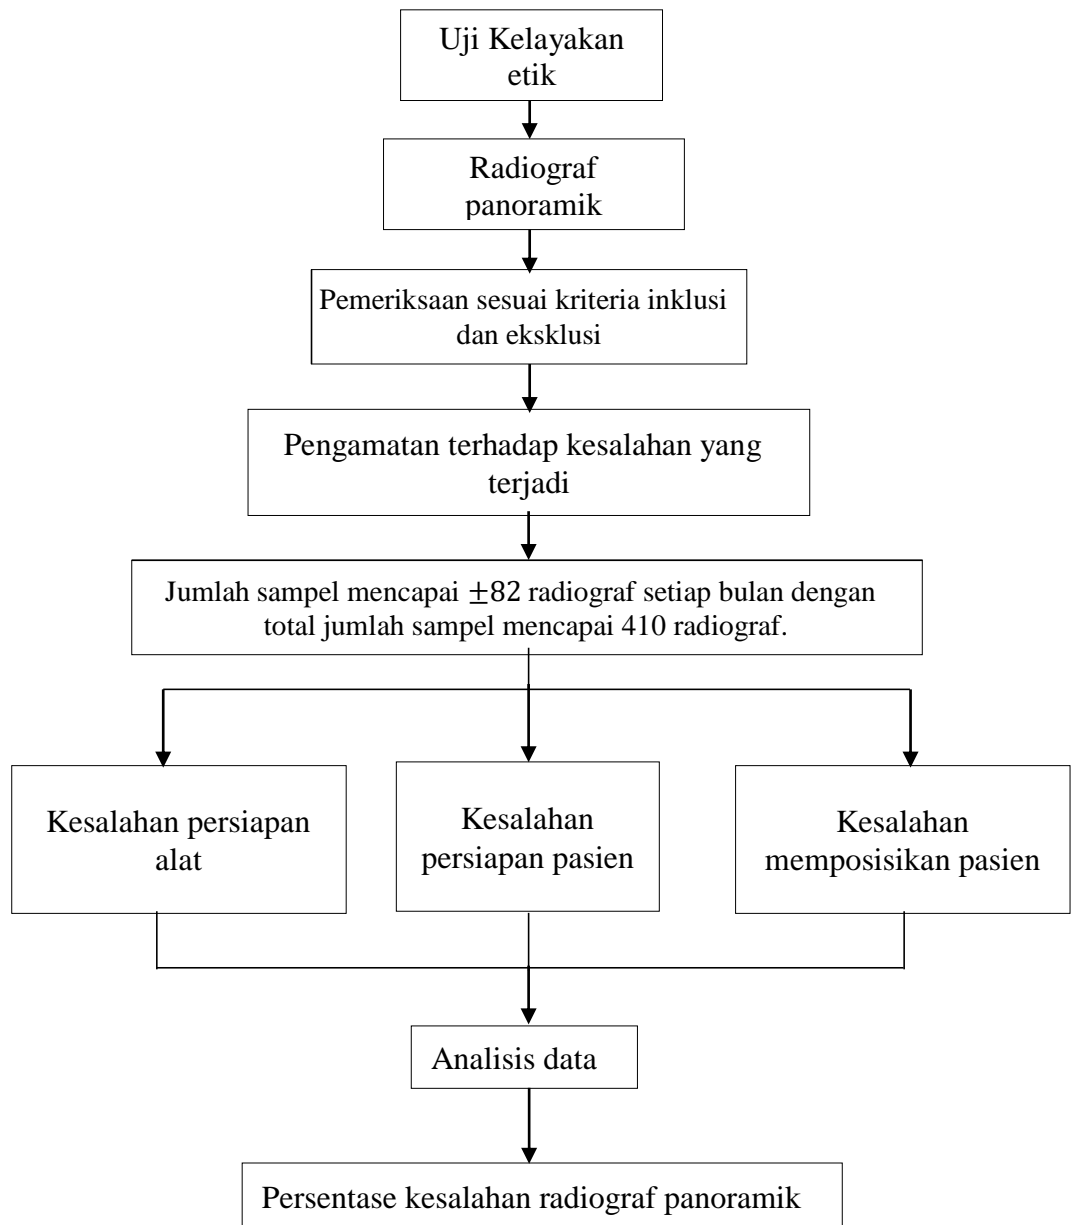 Uji Kelayakan
etik
Radiograf
panoramik
Pemeriksaan sesuai kriteria inklusi
dan eksklusi
Pengamatan terhadap kesalahan yang
terjadi
Jumlah sampel mencapai ±82 radiograf setiap bulan dengan
total jumlah sampel mencapai 410 radiograf.
Kesalahan persiapan
alat
Kesalahan
persiapan pasien
Kesalahan
memposisikan pasien
Analisis data
Persentase kesalahan radiograf panoramik